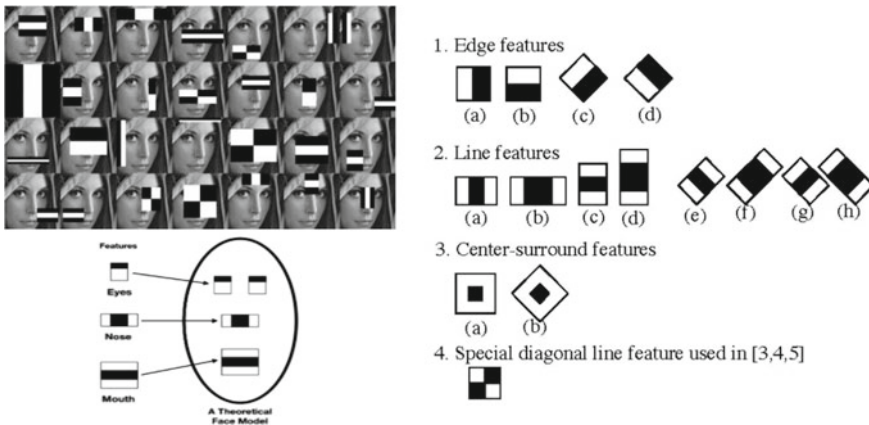 Features
Eyes
Nose
Mouth
A Theoretical
Face Model
1. Edge features
(a) (b) (c) (d)
2. Line features
(a) (b) (c) (d) (e) (f) (g) (h)
3. Center-surround features
(a) (b)
4. Special diagonal line feature used in [3,4,5]